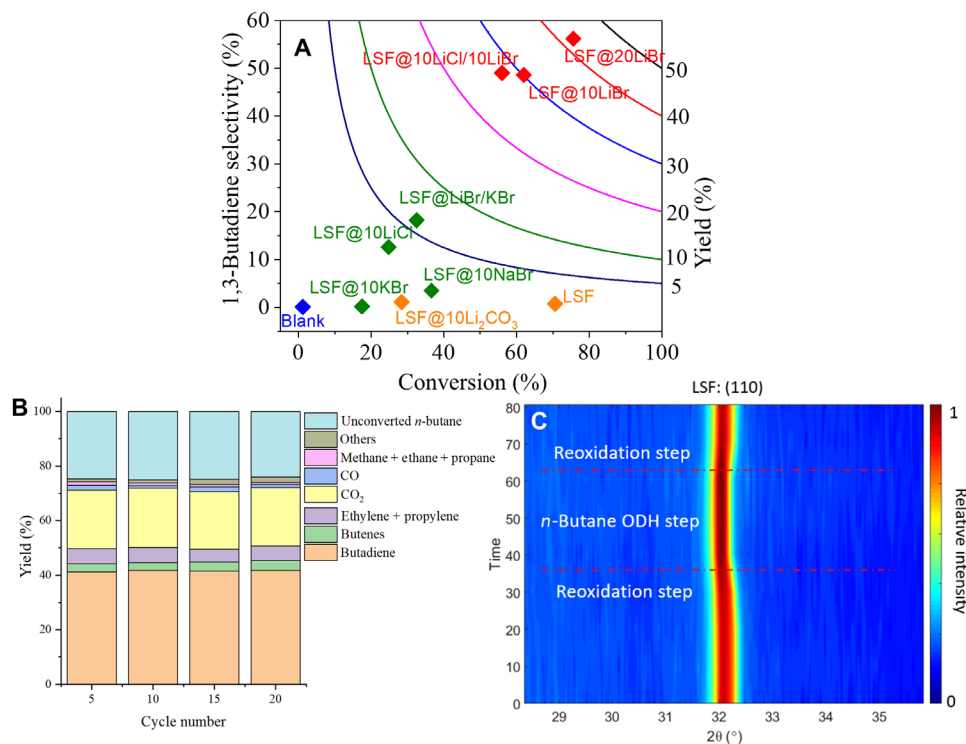 A
1,3-Butadiene selectivity (%)
60
50
40
30
20
10
0
LSF@10LiCl/10LiBr
LSF@20LiBr
LSF@10LiBr
LSF@LiBr/KBr
LSF@10LiCl
LSF@10KBr
LSF@10NaBr
Blank
LSF@10Li₂CO₃
LSF
50
40
30
20
10
5
Yield (%)
0 20 40 60 80 100
Conversion (%)
B
Yield (%)
100
80
60
40
20
0
5 10 15 20
Cycle number
Unconverted n-butane
Others
Methane + ethane + propane
CO
CO₂
Ethylene + propylene
Butenes
Butadiene
LSF: (110)
C
Time
80
70
60
50
40
30
20
10
0
Reoxidation step
n-Butane ODH step
Reoxidation step
29 30 31 32 33 34 35
2θ (°)
1
0
Relative intensity